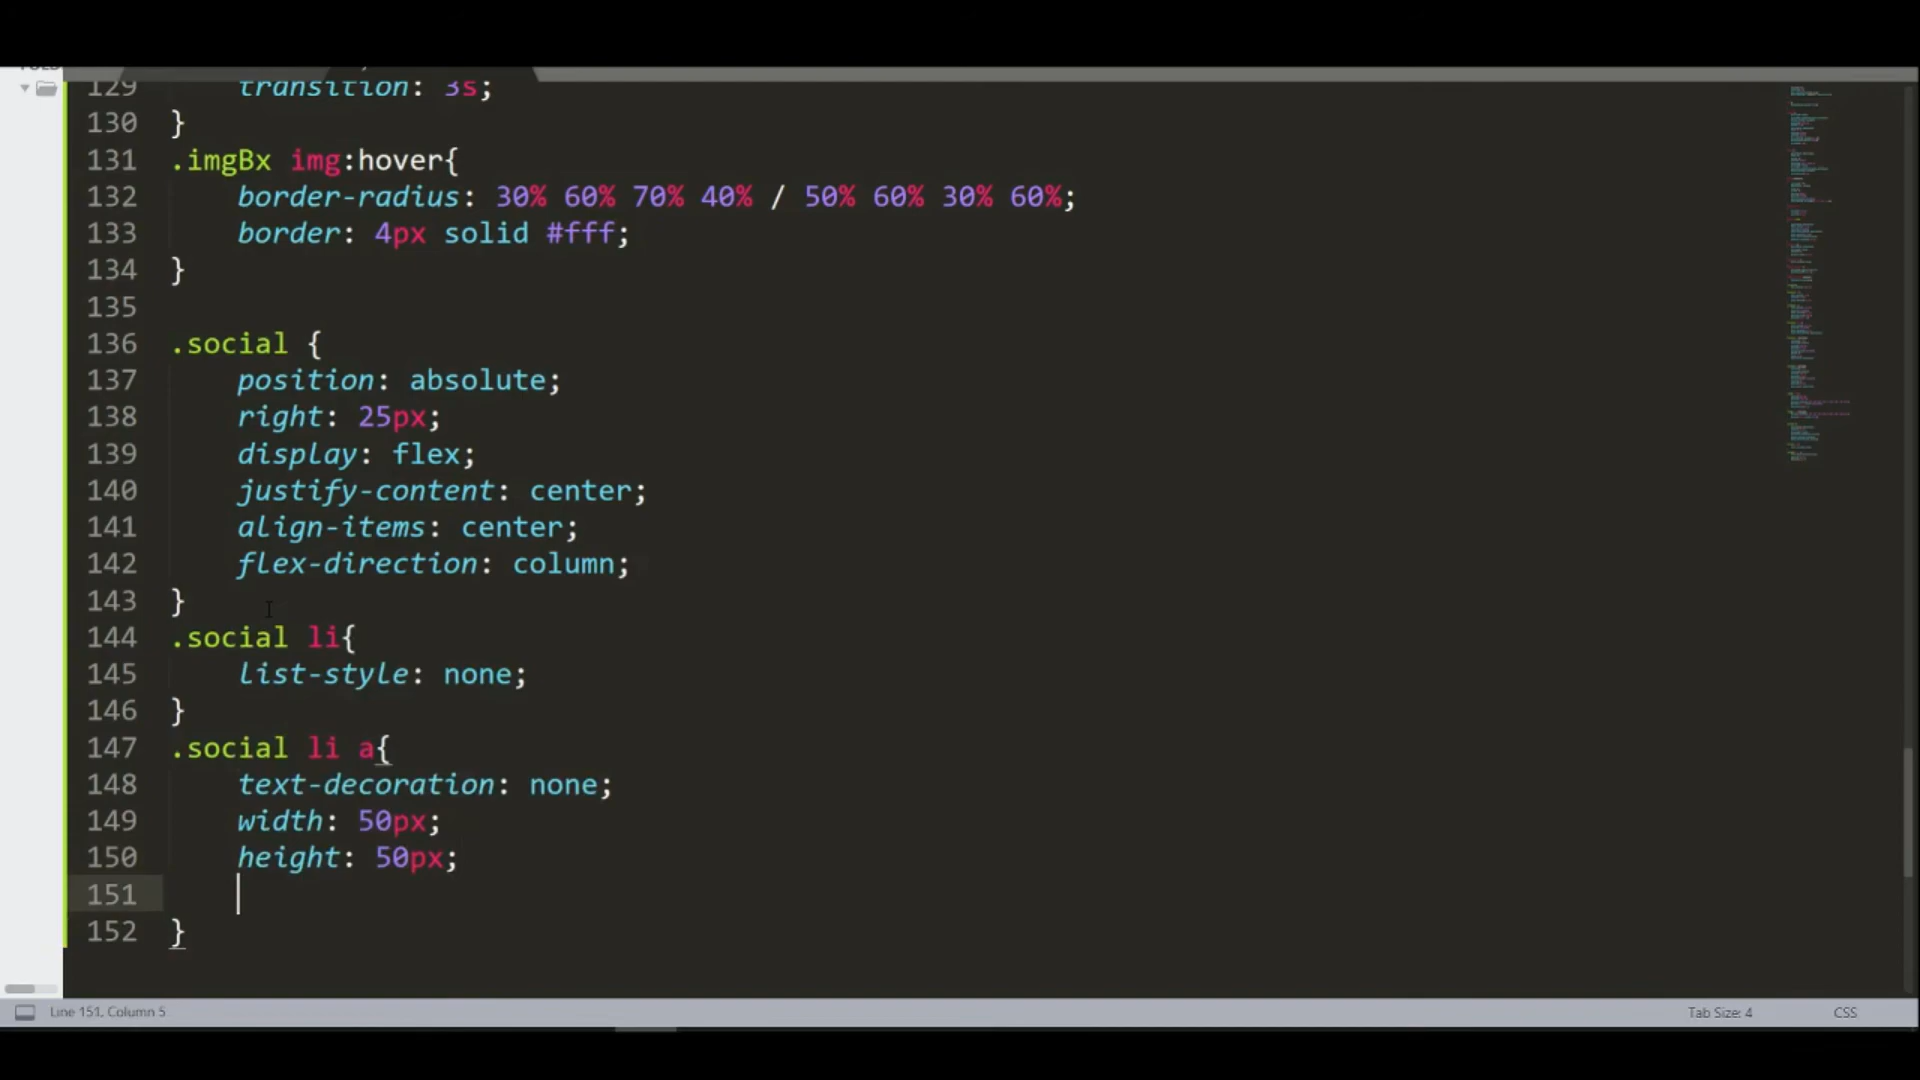 129     transition: 3s;
130 }
131 .imgBx img:hover{
132     border-radius: 30% 60% 70% 40% / 50% 60% 30% 60%;
133     border: 4px solid #fff;
134 }
135
136 .social {
137     position: absolute;
138     right: 25px;
139     display: flex;
140     justify-content: center;
141     align-items: center;
142     flex-direction: column;
143 }
144 .social li{
145     list-style: none;
146 }
147 .social li a{
148     text-decoration: none;
149     width: 50px;
150     height: 50px;
151
152 }
Line 151, Column 5
Tab Size: 4
CSS